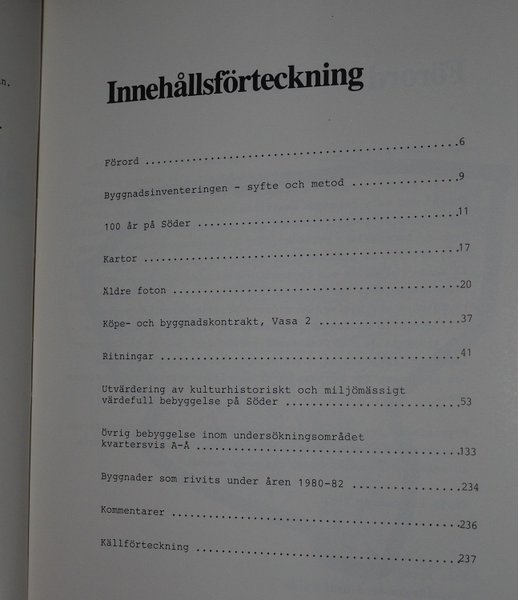 n.
Innehållsförteckning
Förord ........................................................6
Byggnadsinventeringen - syfte och metod ...................9
100 år på Söder .............................................11
Kartor ......................................................17
Äldre foton .................................................20
Köpe- och byggnadskontrakt, Vasa 2 .......................37
Ritningar ...................................................41
Utvärdering av kulturhistoriskt och miljömässigt
värdefull bebyggelse på Söder ..............................53
Övrig bebyggelse inom undersökningsområdet
kvartersvis A-Å .............................................133
Byggnader som rivits under åren 1980-82 ...................234
Kommentarer .................................................236
Källförteckning .............................................237